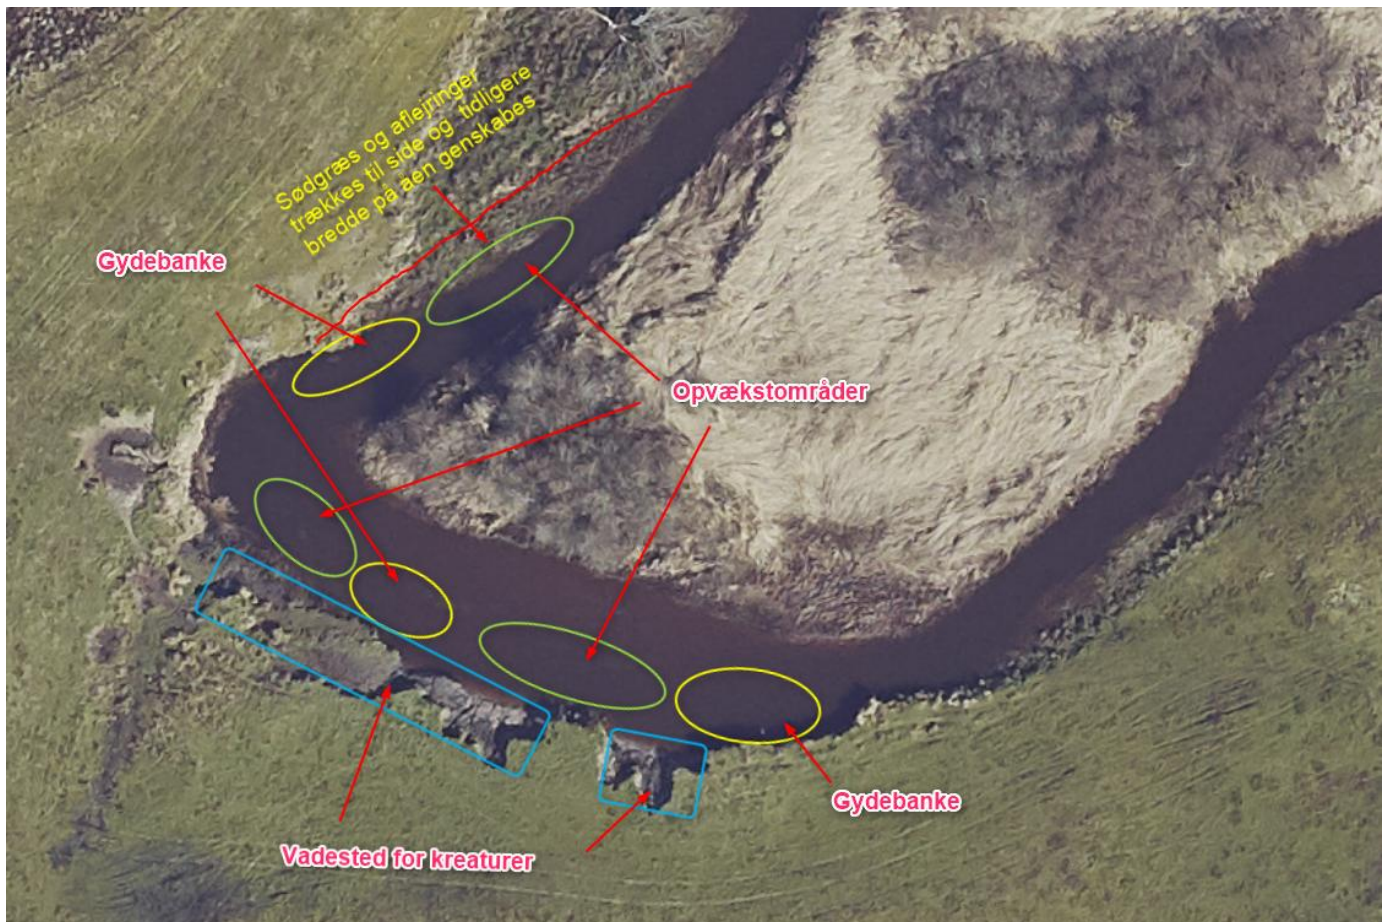 Sødgræs og aflejringer
trækkes til side og tidligere
bredde på åen genskabes
Gydebanke
Opvækstområder
Gydebanke
Vadested for kreaturer